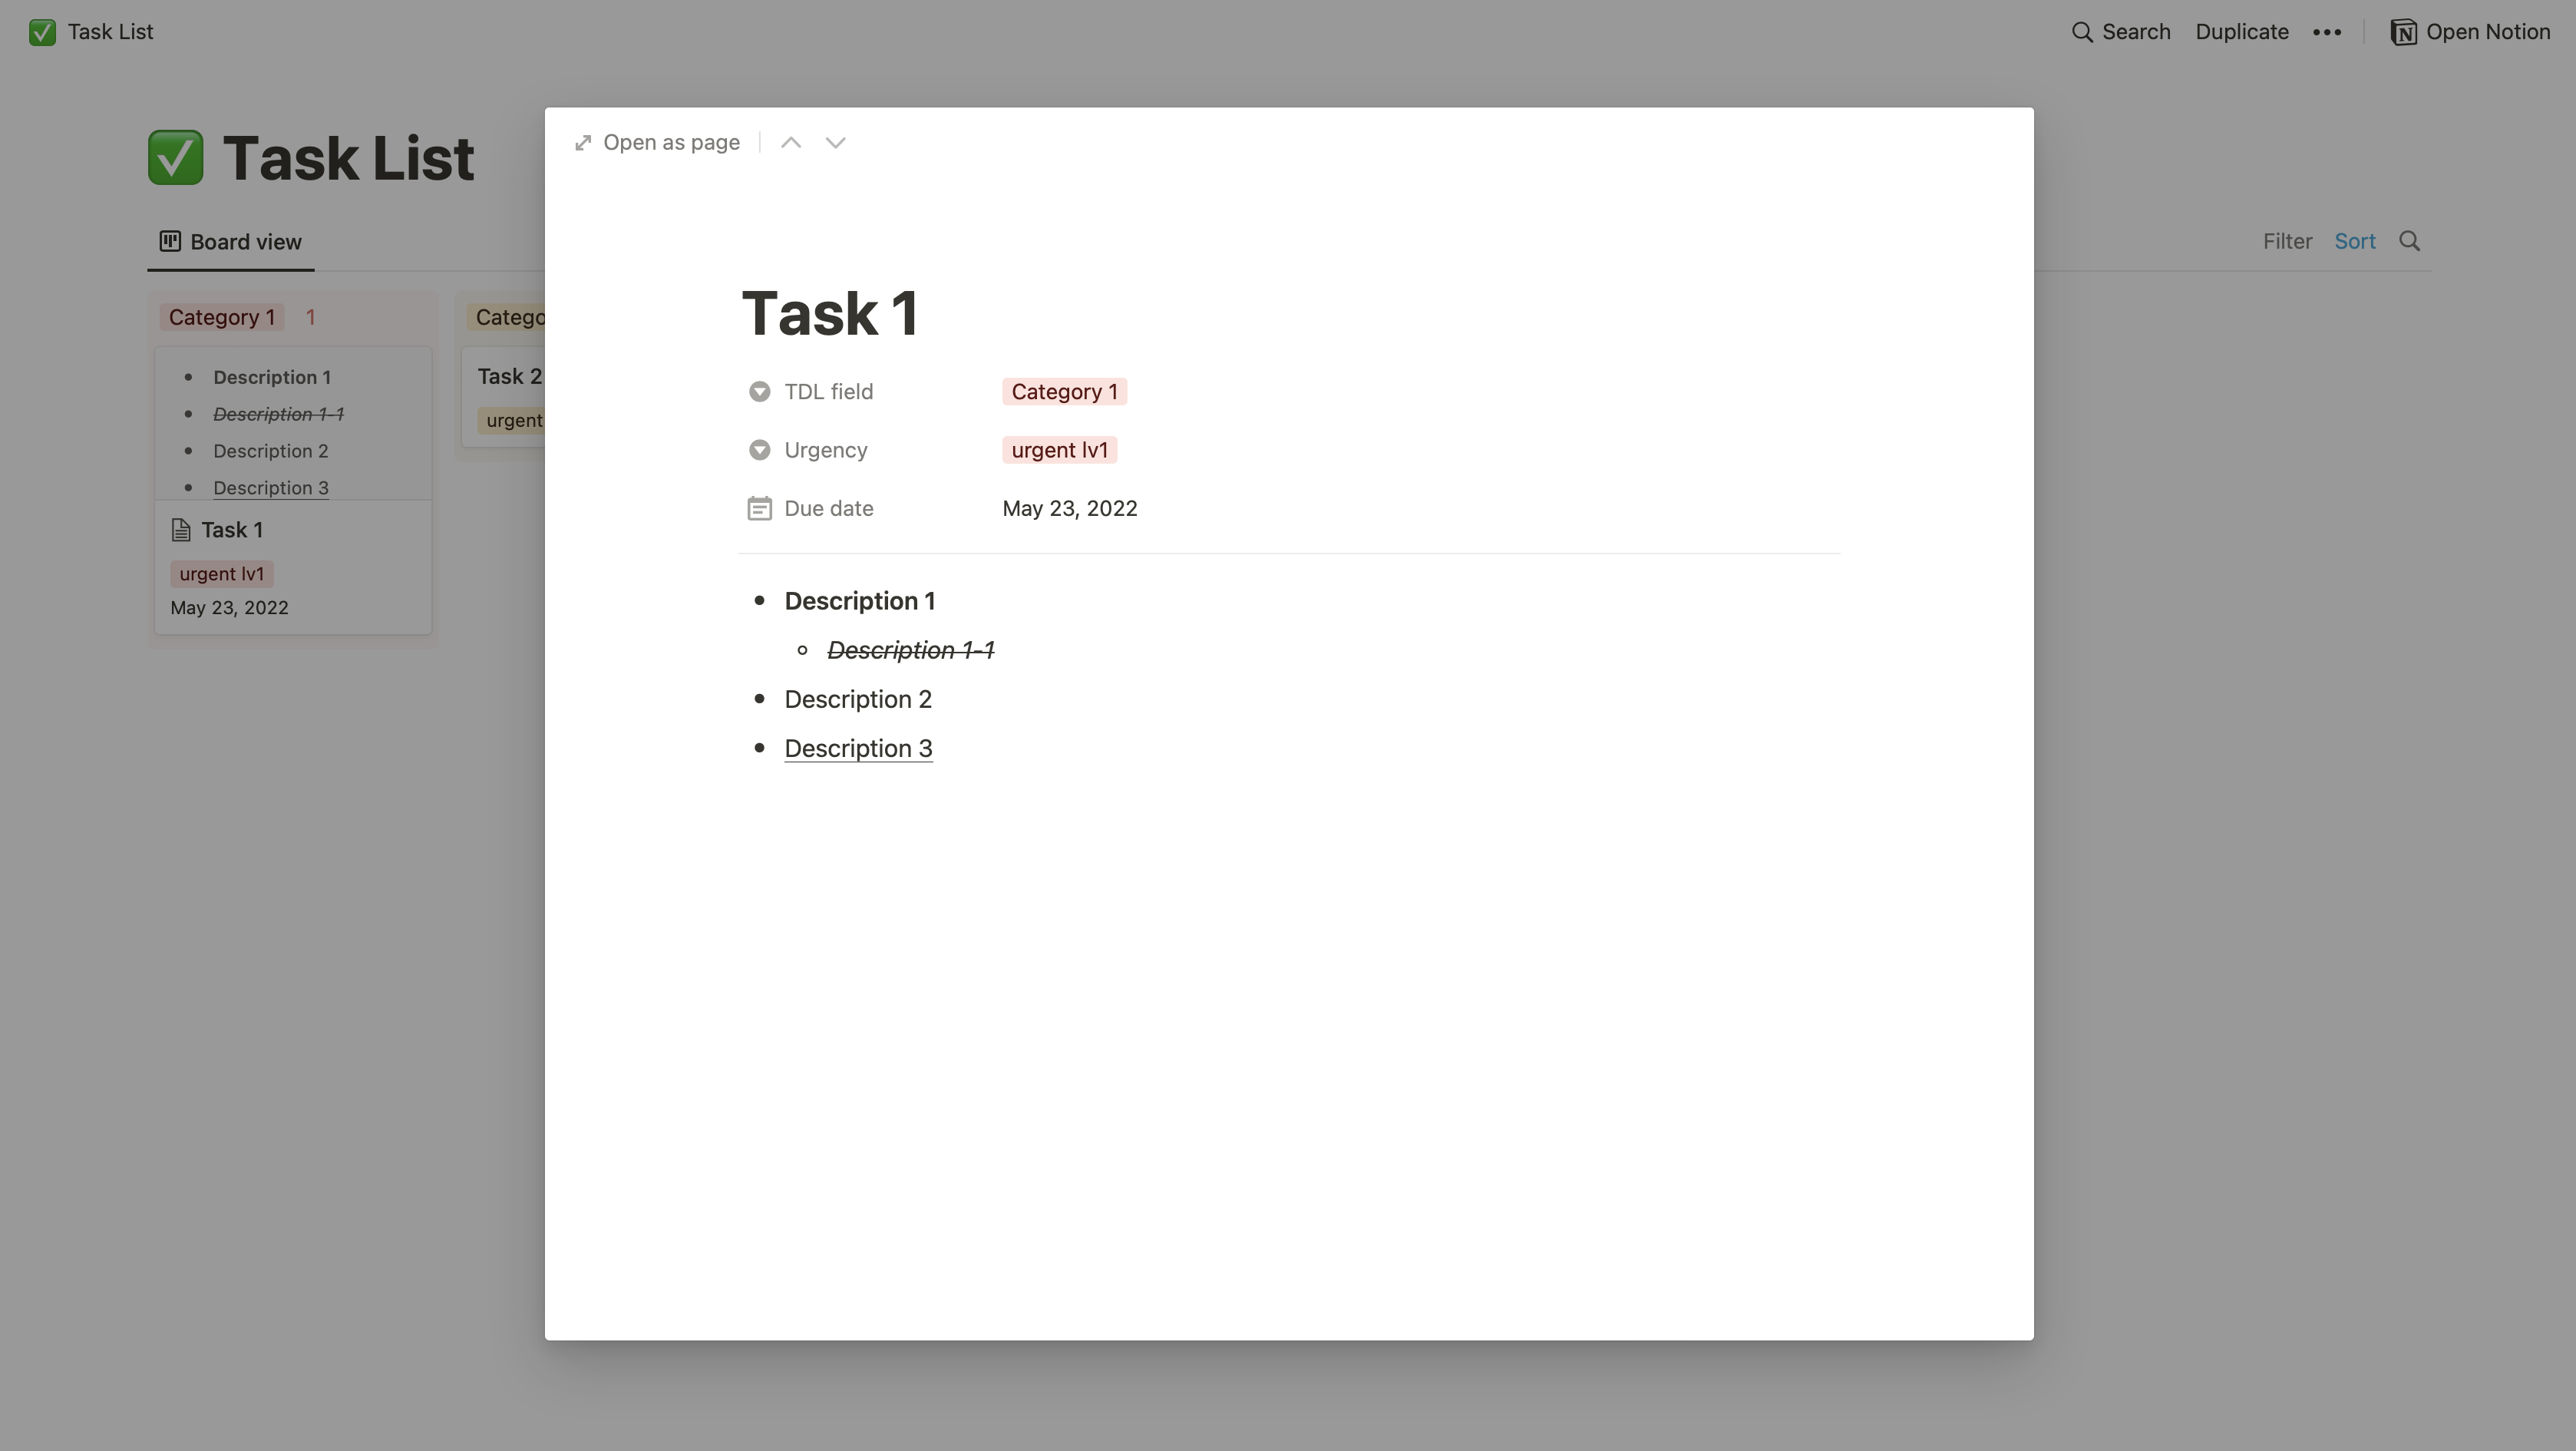 Task List
Search Duplicate ••• Open Notion
Task List
Board view
Filter Sort
Category 1 1
Description 1
Description 1-1
Description 2
Description 3
Task 1
urgent lv1
May 23, 2022
Catego
Task 2
urgent
Open as page
Task 1
TDL field Category 1
Urgency urgent lv1
Due date May 23, 2022
Description 1
Description 1-1
Description 2
Description 3